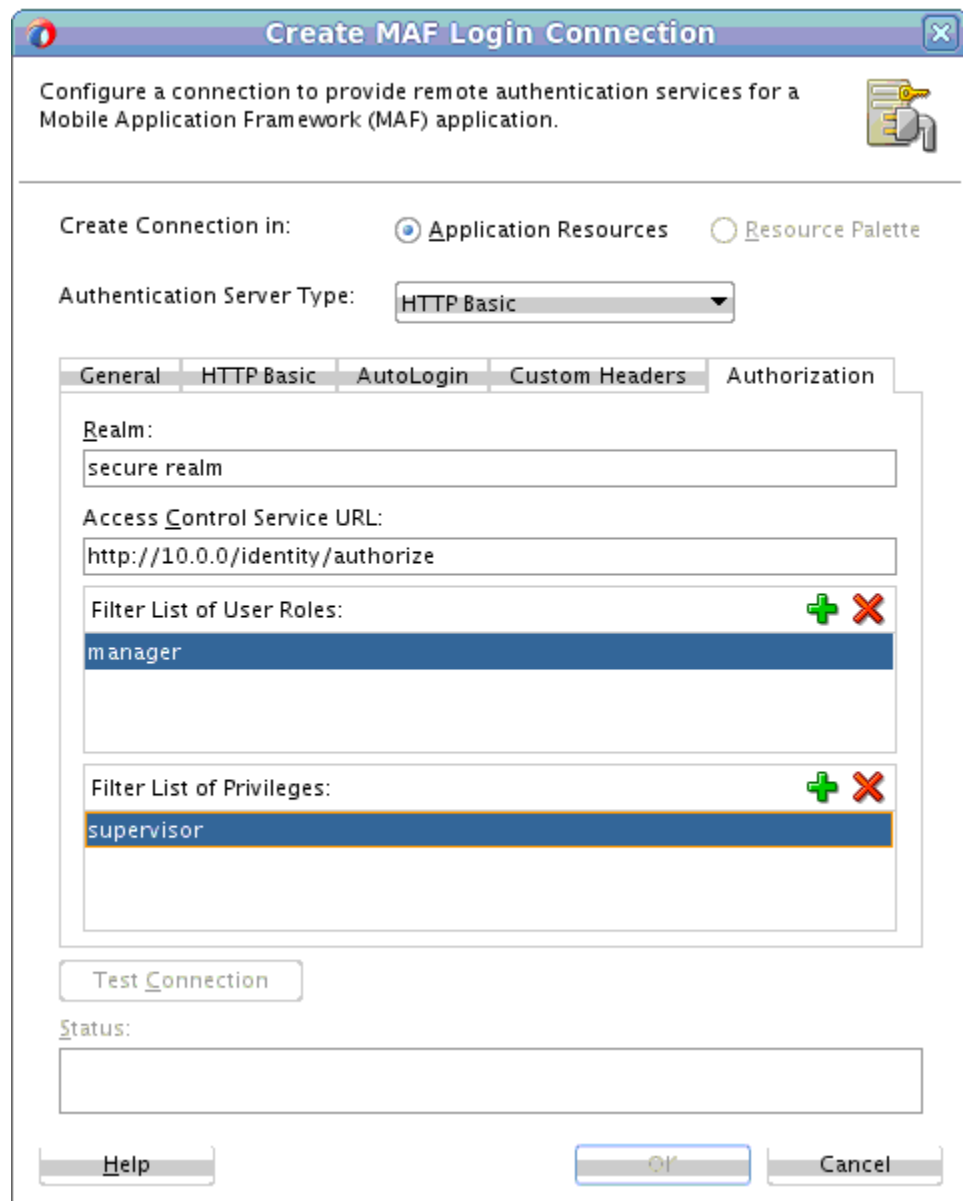 Create MAF Login Connection
Configure a connection to provide remote authentication services for a
Mobile Application Framework (MAF) application.
Create Connection in: Application Resources Resource Palette
Authentication Server Type: HTTP Basic
General HTTP Basic AutoLogin Custom Headers Authorization
Realm:
secure realm
Access Control Service URL:
http://10.0.0/identity/authorize
Filter List of User Roles:
manager
Filter List of Privileges:
supervisor
Test Connection
Status:
Help OK Cancel